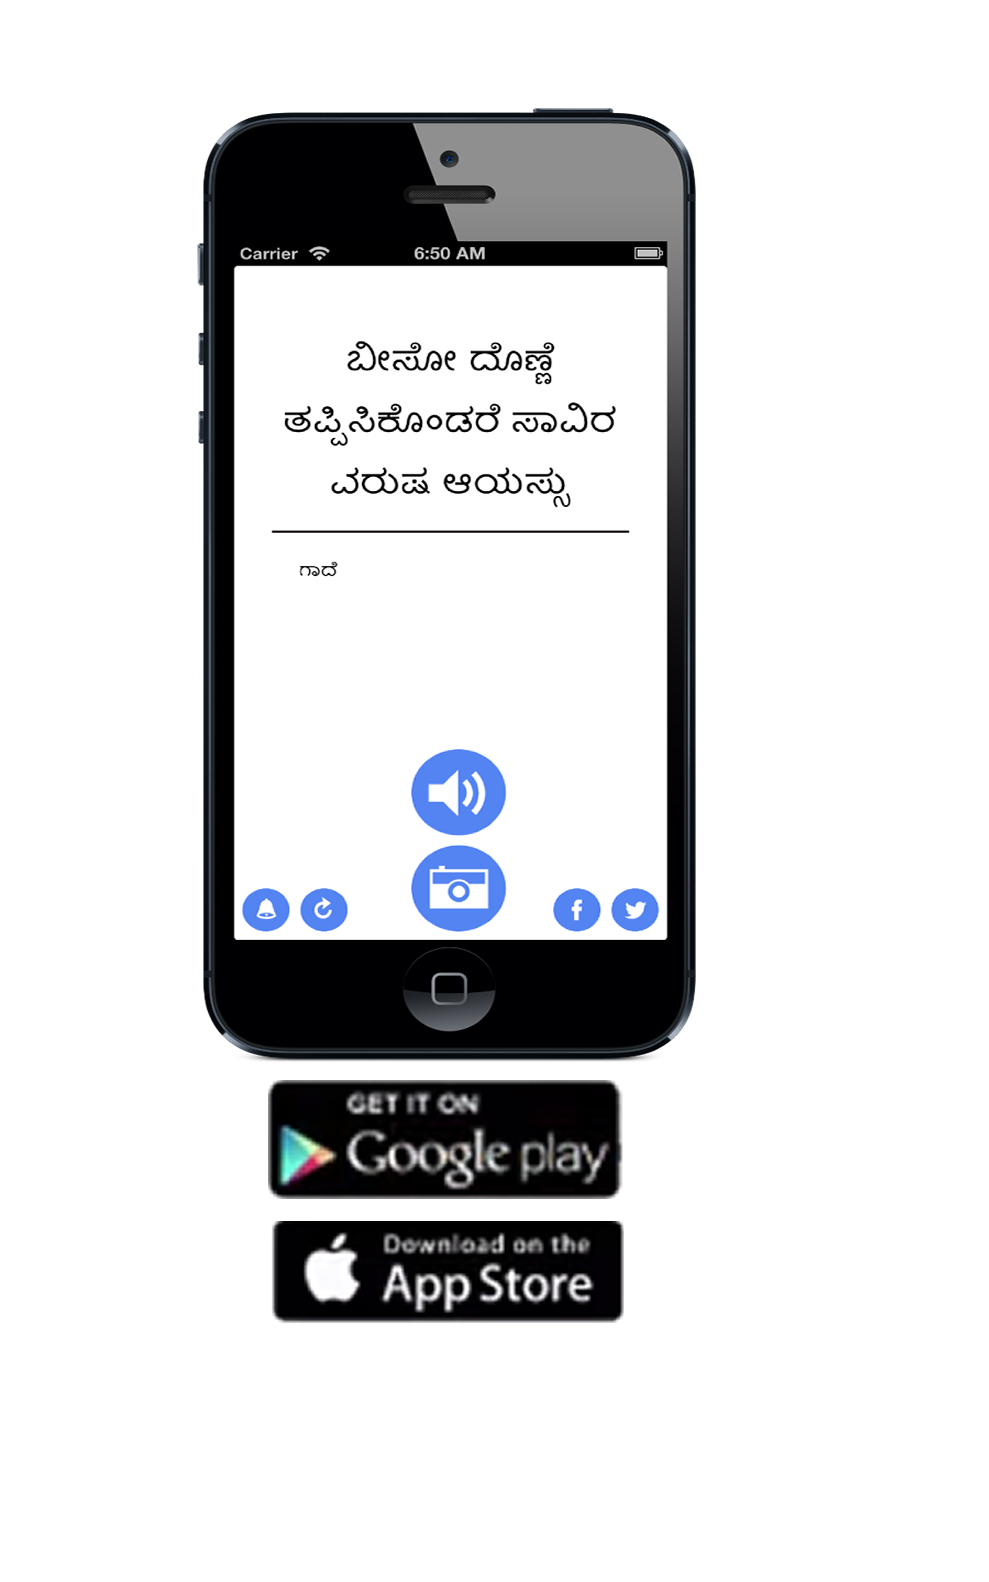 Carrier 6:50 AM
ಬೀಸೋ ದೊಣ್ಣೆ
ತಪ್ಪಿಸಿಕೊಂಡರೆ ಸಾವಿರ
ವರುಷ ಆಯಸ್ಸು
ಗಾದೆ
GET IT ON
Google play
Download on the
App Store